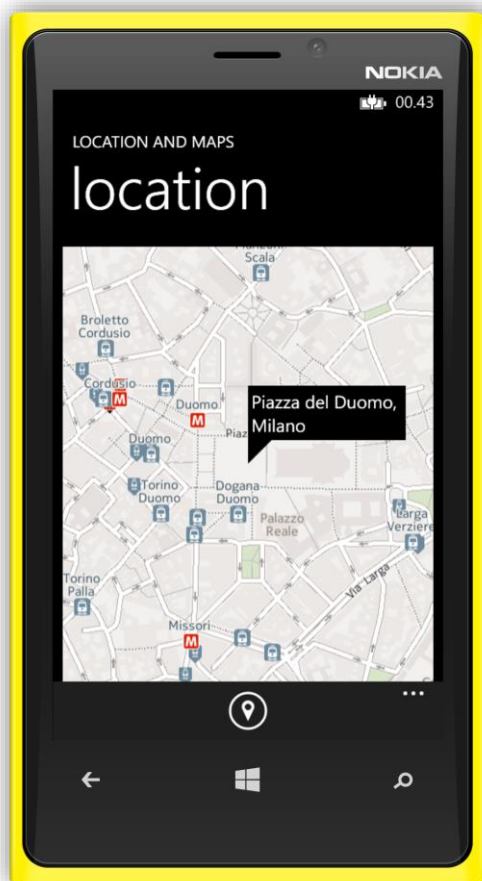 NOKIA
00.43
LOCATION AND MAPS
location
Scala
Broletto
Cordusio
Cordusio
M
Duomo
M
Piazza del Duomo,
Milano
Piaz
Duomo
Torino
Duomo
Dogana
Duomo
Palazzo
Reale
Larga
Verziere
Torino
Palla
Via Larga
Missori
M